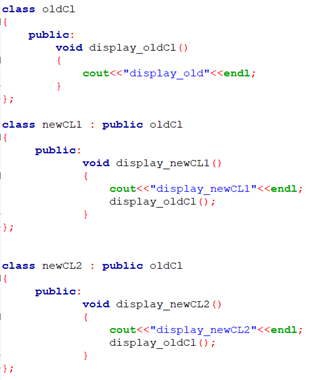 class oldCl
{
public:
void display_oldCl()
{
cout<<"display_old"<<endl;
}
};
class newCL1 : public oldCl
{
public:
void display_newCL1()
{
cout<<"display_newCL1"<<endl;
display_oldCl();
}
};
class newCL2 : public oldCl
{
public:
void display_newCL2()
{
cout<<"display_newCL2"<<endl;
display_oldCl();
}
};